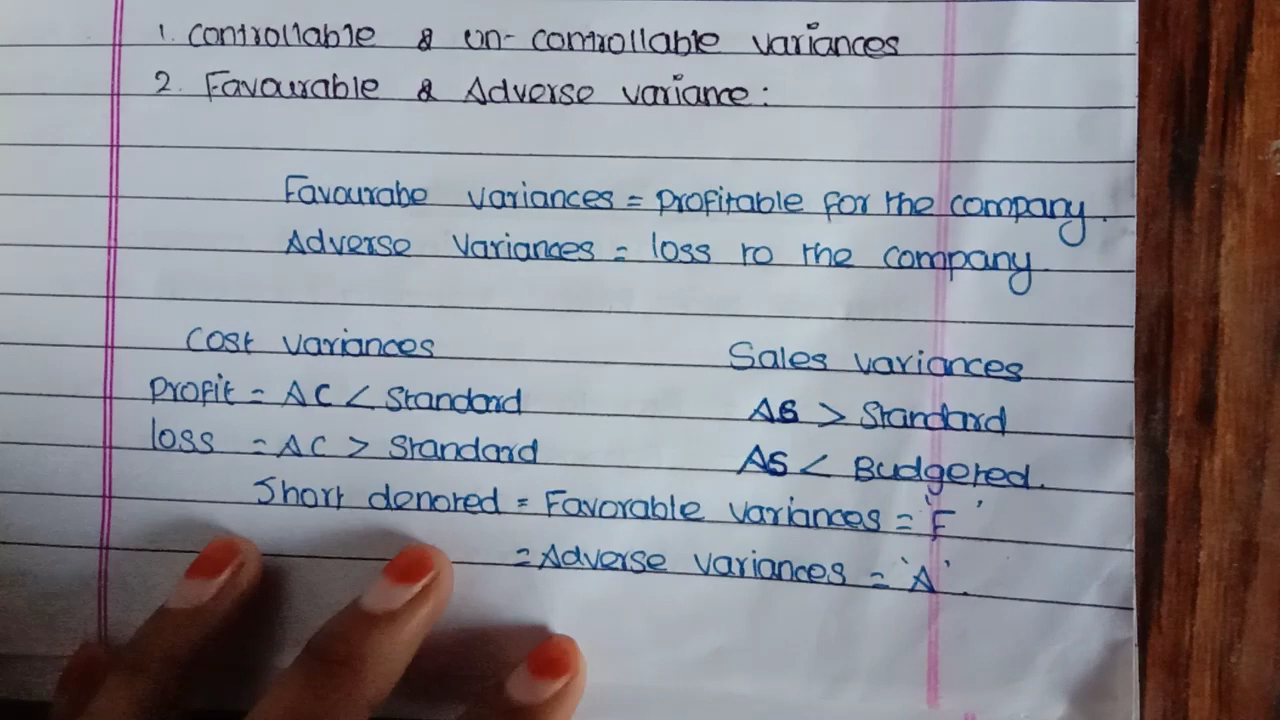 1. Controllable & un-controllable variances
2. Favourable & Adverse variance:
Favourabe variances = Profitable for the company.
Adverse variances = loss to the company
Cost variances Sales variances
Profit = AC < Standard AS > Standard
loss = AC > Standard AS < Budgeted.
Short denoted = Favorable variances = 'F'
= Adverse variances = 'A'.